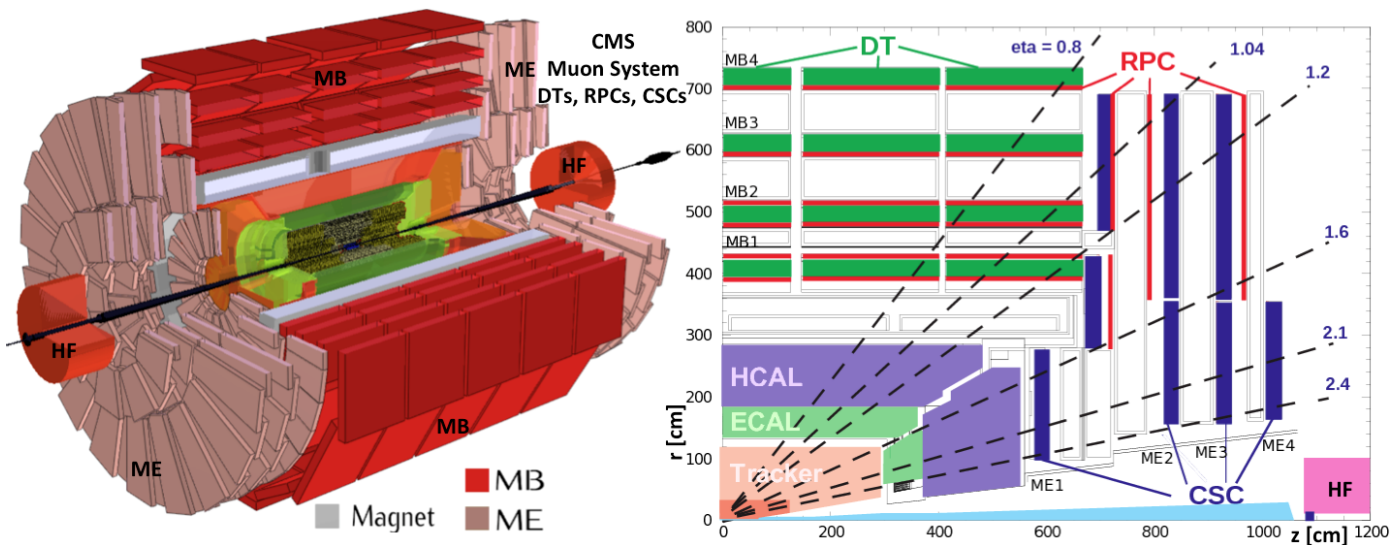 CMS
Muon System
DTs, RPCs, CSCs
MB
ME
HF
HF
ME
MB
MB
Magnet
ME
800
700
600
500
400
300
200
100
0
r [cm]
MB4
MB3
MB2
MB1
DT
eta = 0.8
1.04
RPC
1.2
1.6
2.1
2.4
HCAL
ECAL
Tracker
ME1
ME2
ME3
ME4
CSC
HF
0
200
400
600
800
1000
z [cm]
1200